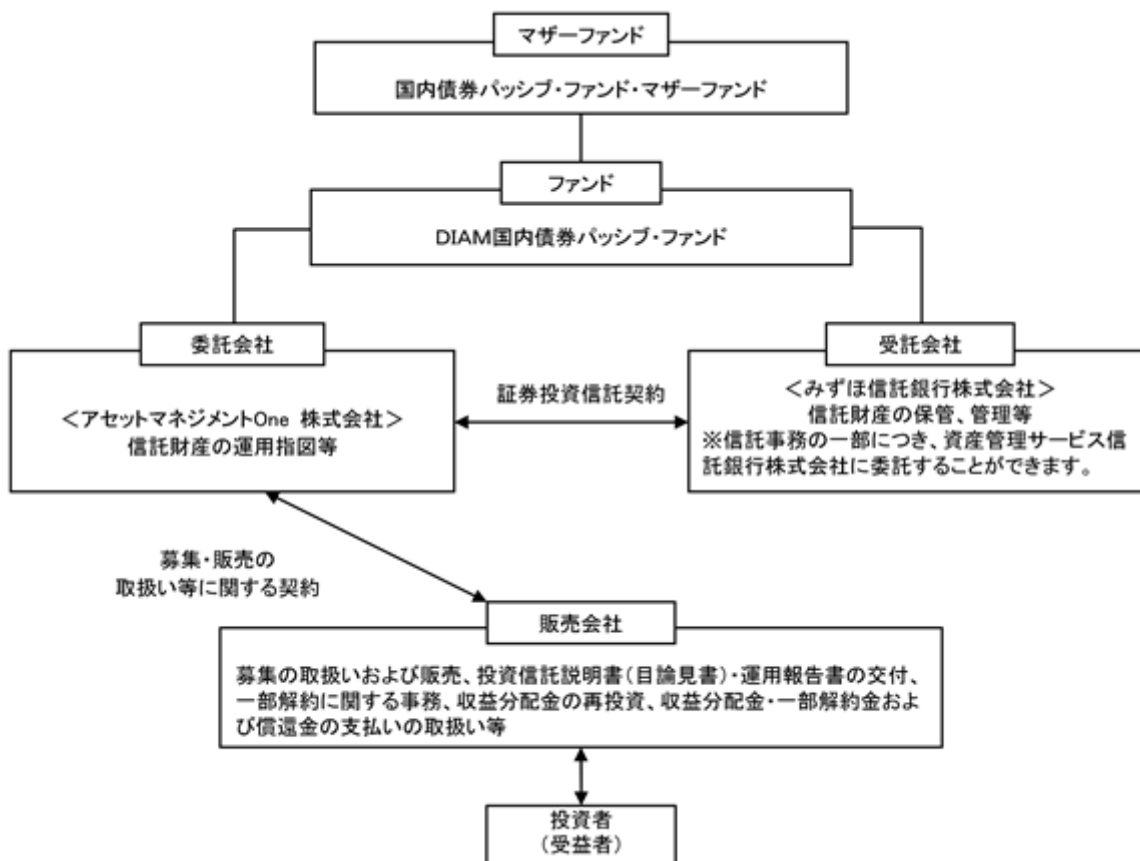 マザーファンド
国内債券パッシブ・ファンド・マザーファンド
ファンド
DIAM国内債券パッシブ・ファンド
委託会社
＜アセットマネジメントOne 株式会社＞
信託財産の運用指図等
証券投資信託契約
受託会社
＜みずほ信託銀行株式会社＞
信託財産の保管、管理等
※信託事務の一部につき、資産管理サービス信
託銀行株式会社に委託することができます。
募集・販売の
取扱い等に関する契約
販売会社
募集の取扱いおよび販売、投資信託説明書（目論見書）・運用報告書の交付、
一部解約に関する事務、収益分配金の再投資、収益分配金・一部解約金およ
び償還金の支払いの取扱い等
投資者
（受益者）